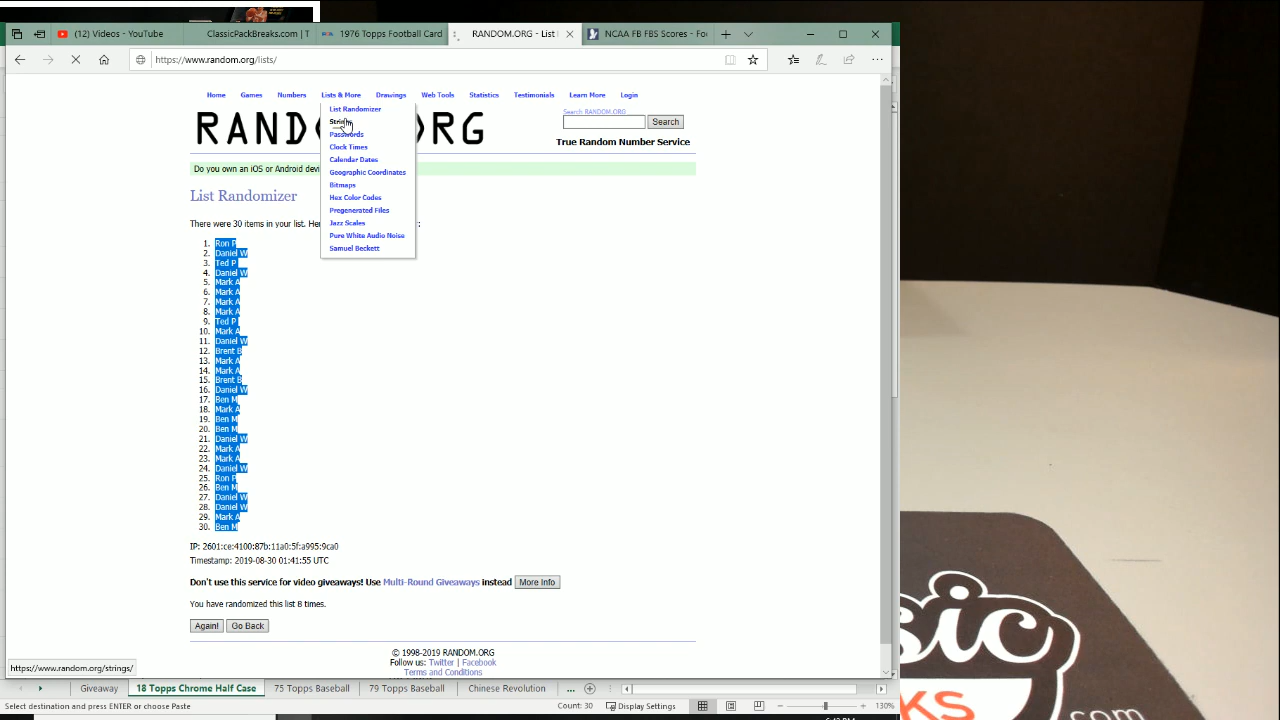 (12) Videos - YouTube
ClassicPackBreaks.com | T
1976 Topps Football Card
RANDOM.ORG - List
NCAA FB FBS Scores - Foo
https://www.random.org/lists/
Home Games Numbers Lists & More Drawings Web Tools Statistics Testimonials Learn More Login
List Randomizer
Strings
Passwords
Clock Times
Calendar Dates
Geographic Coordinates
Bitmaps
Hex Color Codes
Pregenerated Files
Jazz Scales
Pure White Audio Noise
Samuel Beckett
RAND .ORG
Search RANDOM.ORG
Search
True Random Number Service
Do you own an iOS or Android devi
List Randomizer
There were 30 items in your list. Her
1. Ron P
2. Daniel W
3. Ted P
4. Daniel W
5. Mark A
6. Mark A
7. Mark A
8. Mark A
9. Ted P
10. Mark A
11. Daniel W
12. Brent B
13. Mark A
14. Mark A
15. Brent B
16. Daniel W
17. Ben M
18. Mark A
19. Ben M
20. Ben M
21. Daniel W
22. Mark A
23. Mark A
24. Daniel W
25. Ron P
26. Ben M
27. Daniel W
28. Daniel W
29. Mark A
30. Ben M
IP: 2601:ce:4100:87b:11a0:5f:a995:9ca0
Timestamp: 2019-08-30 01:41:55 UTC
Don't use this service for video giveaways! Use Multi-Round Giveaways instead More Info
You have randomized this list 8 times.
Again! Go Back
© 1998-2019 RANDOM.ORG
Follow us: Twitter | Facebook
Terms and Conditions
https://www.random.org/strings/
Giveaway 18 Topps Chrome Half Case 75 Topps Baseball 79 Topps Baseball Chinese Revolution ...
Select destination and press ENTER or choose Paste Count: 30 Display Settings 130%
sic
KS
.com